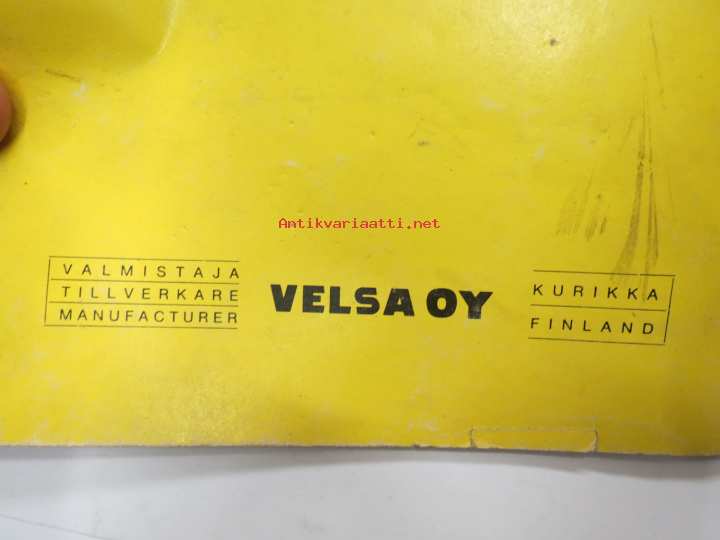 Antikvariaatti.net
VALMISTAJA
TILLVERKARE
MANUFACTURER
VELSA OY
KURIKKA
FINLAND